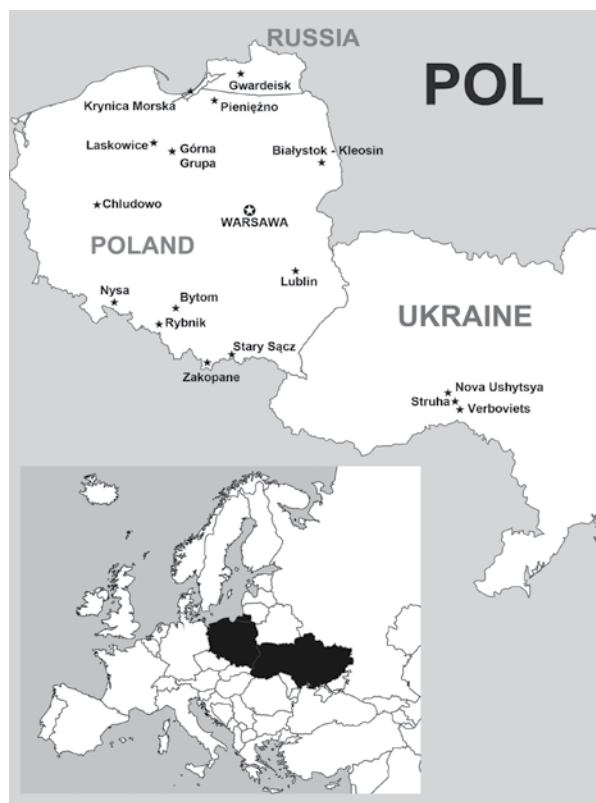 RUSSIA
POL
Gwardeisk
Krynica Morska
Pieniężno
Laskowice
Górna
Grupa
Białystok - Kleosin
Chludowo
WARSAWA
POLAND
Lublin
Nysa
Bytom
Rybnik
UKRAINE
Stary Sącz
Zakopane
Nova Ushytsya
Struha
Verboviets